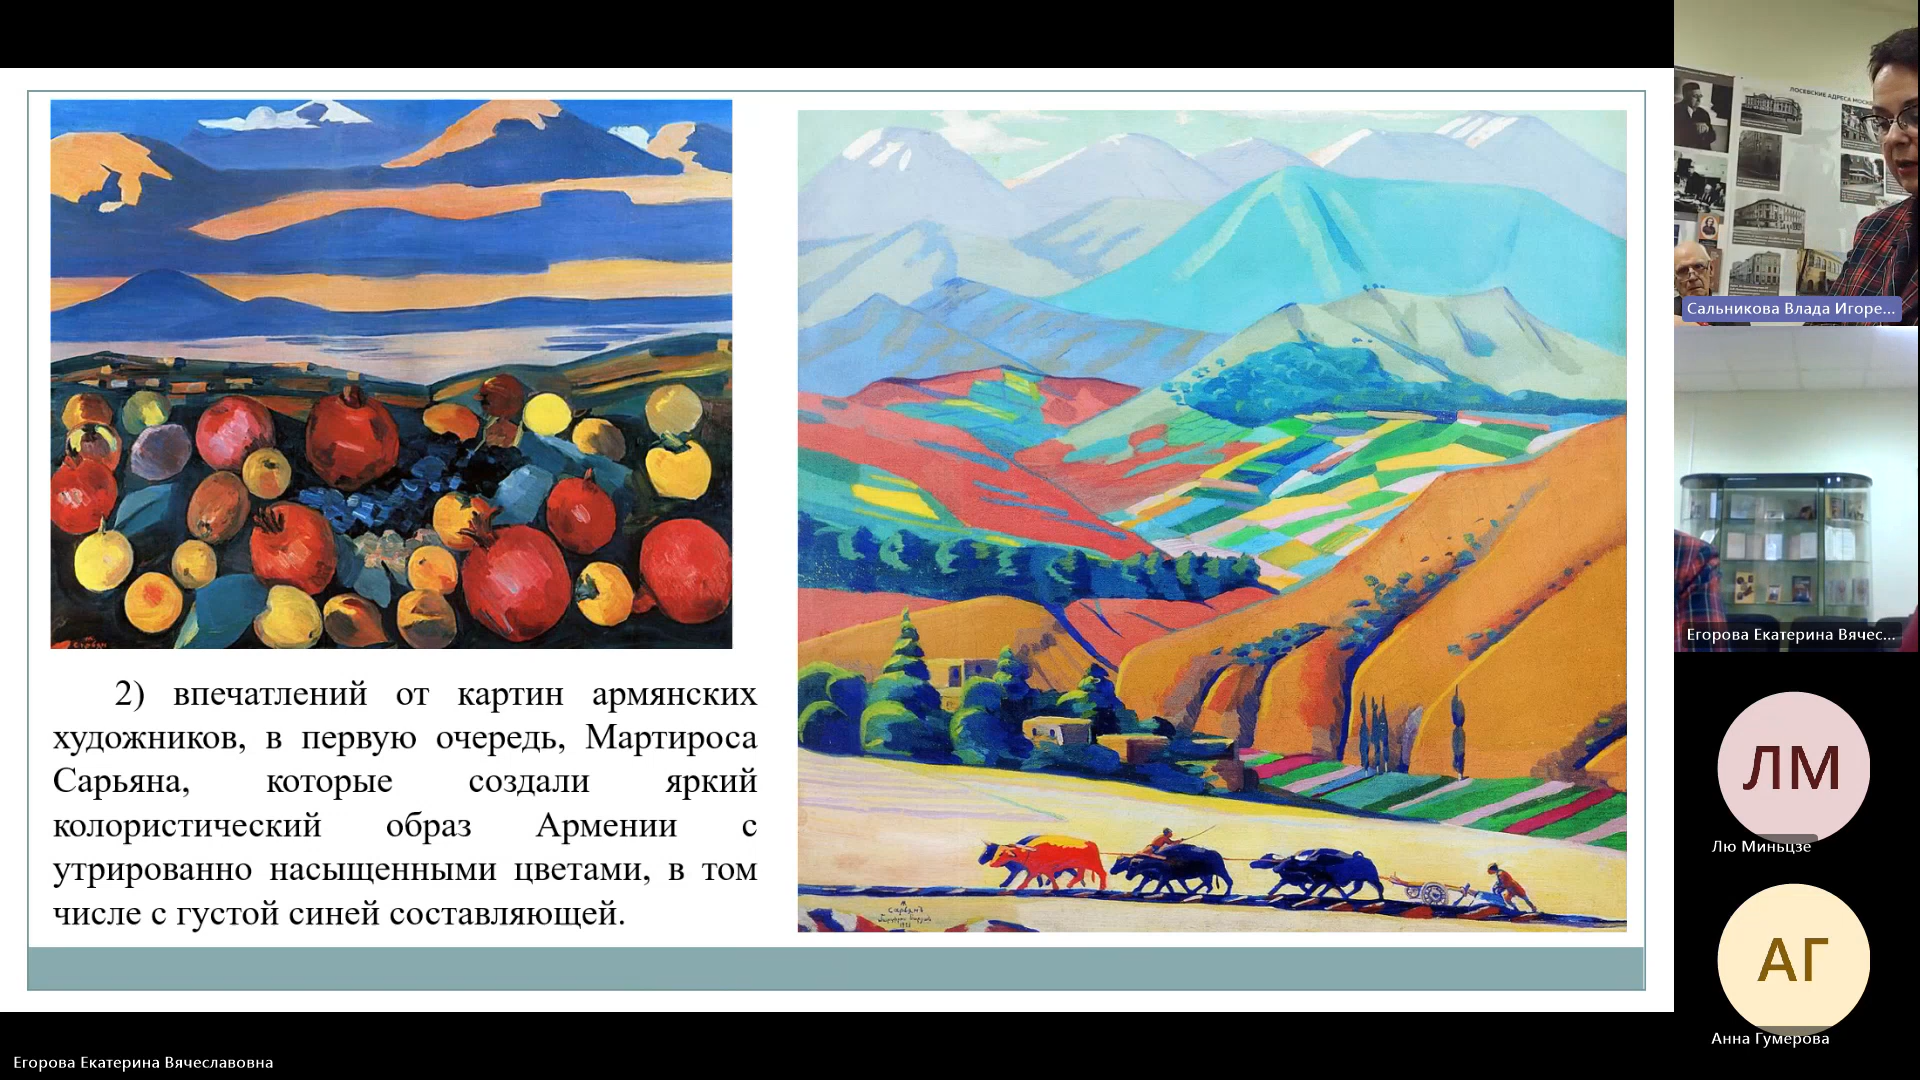 2) впечатлений от картин армянских
художников, в первую очередь, Мартироса
Сарьяна, которые создали яркий
колористический образ Армении с
утрированно насыщенными цветами, в том
числе с густой синей составляющей.
ЛОСЕВСКИЕ АДРЕСА
Сальникова Влада Игоре...
Егорова Екатерина Вячес...
ЛМ
Лю Миньцзе
АГ
Анна Гумерова
Егорова Екатерина Вячеславовна